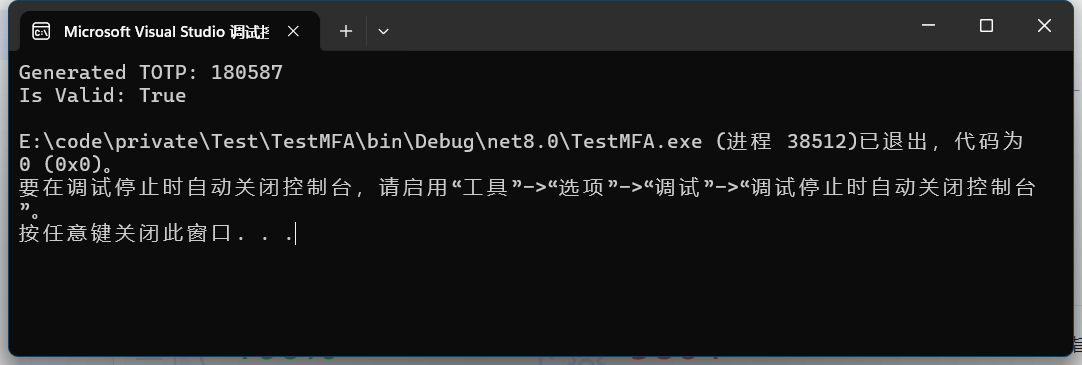 Microsoft Visual Studio 调试控
Generated TOTP: 180587
Is Valid: True
E:\code\private\Test\TestMFA\bin\Debug\net8.0\TestMFA.exe (进程 38512)已退出，代码为
0 (0x0)。
要在调试停止时自动关闭控制台，请启用“工具”->“选项”->“调试”->“调试停止时自动关闭控制台
”。
按任意键关闭此窗口. . .